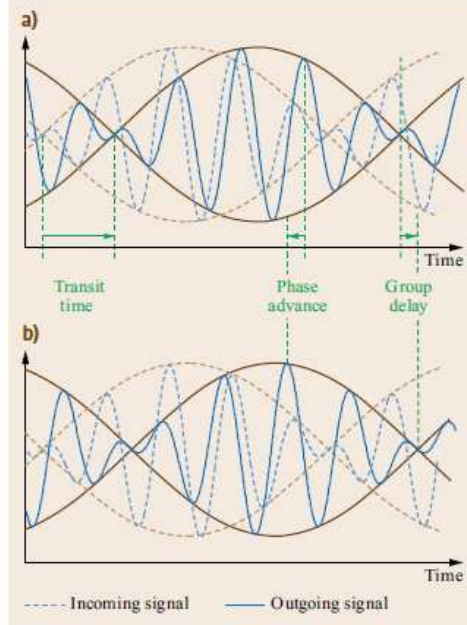 a)
Time
Transit
time
Phase
advance
Group
delay
b)
Time
Incoming signal
Outgoing signal